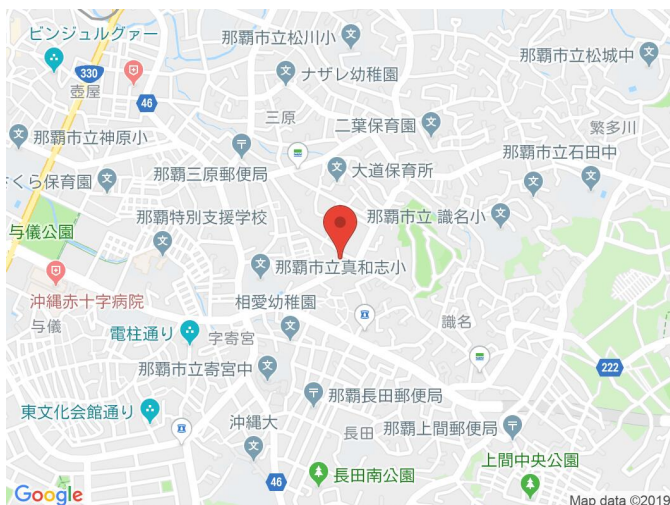 那覇市立松川小
那覇市立松城中
ビンジュルグァー
ナザレ幼稚園
330
壺屋
46
三原
二葉保育園
繁多川
那覇市立神原小
那覇市立石田中
那覇三原郵便局
大道保育所
くら保育園
那覇特別支援学校
那覇市立 識名小
与儀公園
那覇市立真和志小
沖縄赤十字病院
相愛幼稚園
与儀
識名
電柱通り
字寄宮
那覇市立寄宮中
222
那覇長田郵便局
東文化会館通り
沖縄大
長田
那覇上間郵便局
上間中央公園
46
長田南公園
Google
Map data ©2019